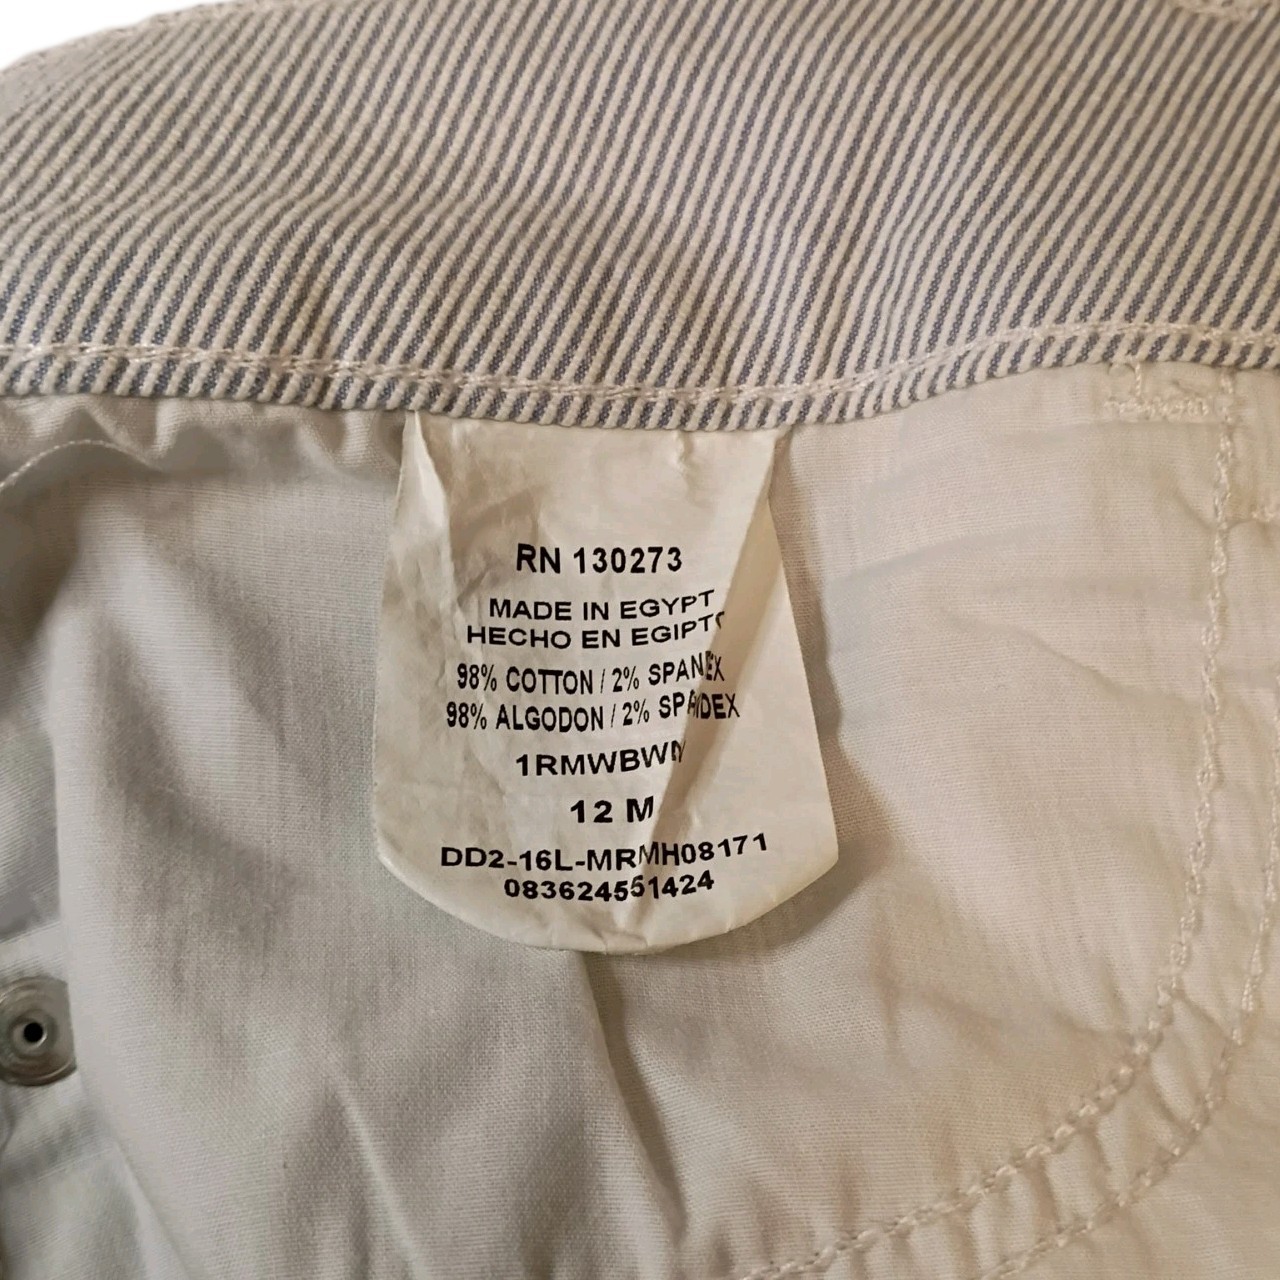 RN 130273
MADE IN EGYPT
HECHO EN EGIPTO
98% COTTON / 2% SPANDEX
98% ALGODON / 2% SPANDEX
12 M
DD2-16L-MRMH08171
083624551424